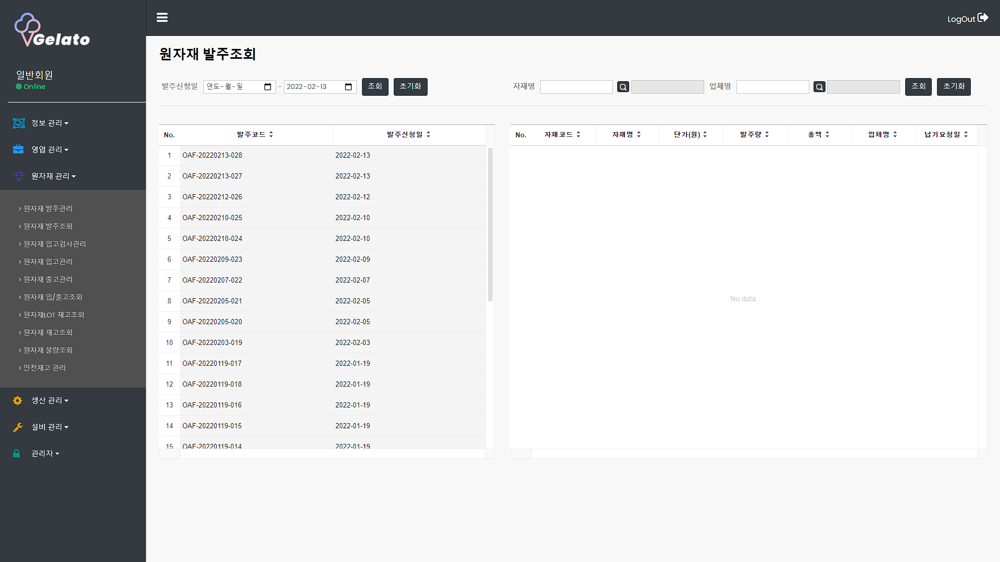 Gelato
LogOut
일반회원
Online
정보 관리
영업 관리
원자재 관리
> 원자재 발주관리
> 원자재 발주조회
> 원자재 입고검사관리
> 원자재 입고관리
> 원자재 출고관리
> 원자재 입/출고조회
> 원자재LOT 재고조회
> 원자재 재고조회
> 원자재 불량조회
> 안전재고 관리
생산 관리
설비 관리
관리자
원자재 발주조회
발주신청일 연도-월-일 ~ 2022-02-13 조회 초기화
자재명 업체명 조회 초기화
No. 발주코드 발주신청일
1 OAF-20220213-028 2022-02-13
2 OAF-20220213-027 2022-02-13
3 OAF-20220212-026 2022-02-12
4 OAF-20220210-025 2022-02-10
5 OAF-20220210-024 2022-02-10
6 OAF-20220209-023 2022-02-09
7 OAF-20220207-022 2022-02-07
8 OAF-20220205-021 2022-02-05
9 OAF-20220205-020 2022-02-05
10 OAF-20220203-019 2022-02-03
11 OAF-20220119-017 2022-01-19
12 OAF-20220119-018 2022-01-19
13 OAF-20220119-016 2022-01-19
14 OAF-20220119-015 2022-01-19
15 OAF-20220119-014 2022-01-19
No. 자재코드 자재명 단가(원) 발주량 총액 업체명 납기요청일
No data.